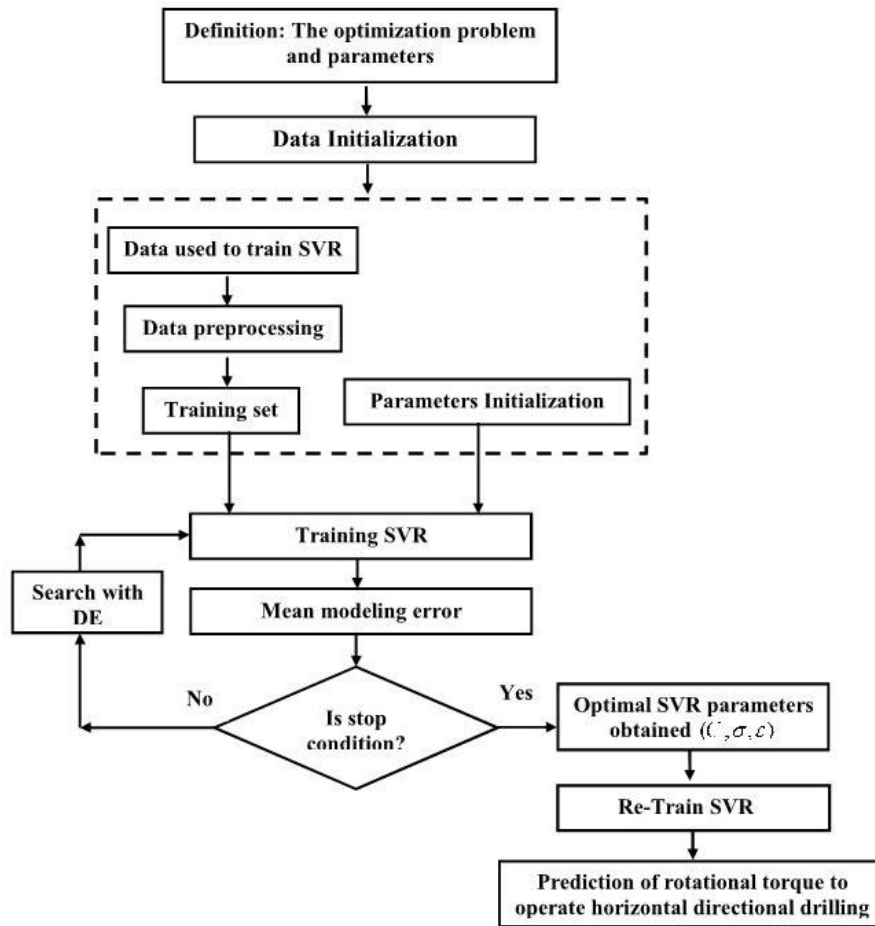 Definition: The optimization problem
and parameters
Data Initialization
Data used to train SVR
Data preprocessing
Training set
Parameters Initialization
Training SVR
Search with
DE
Mean modeling error
No
Yes
Is stop
condition?
Optimal SVR parameters
obtained (C,σ,ε)
Re-Train SVR
Prediction of rotational torque to
operate horizontal directional drilling